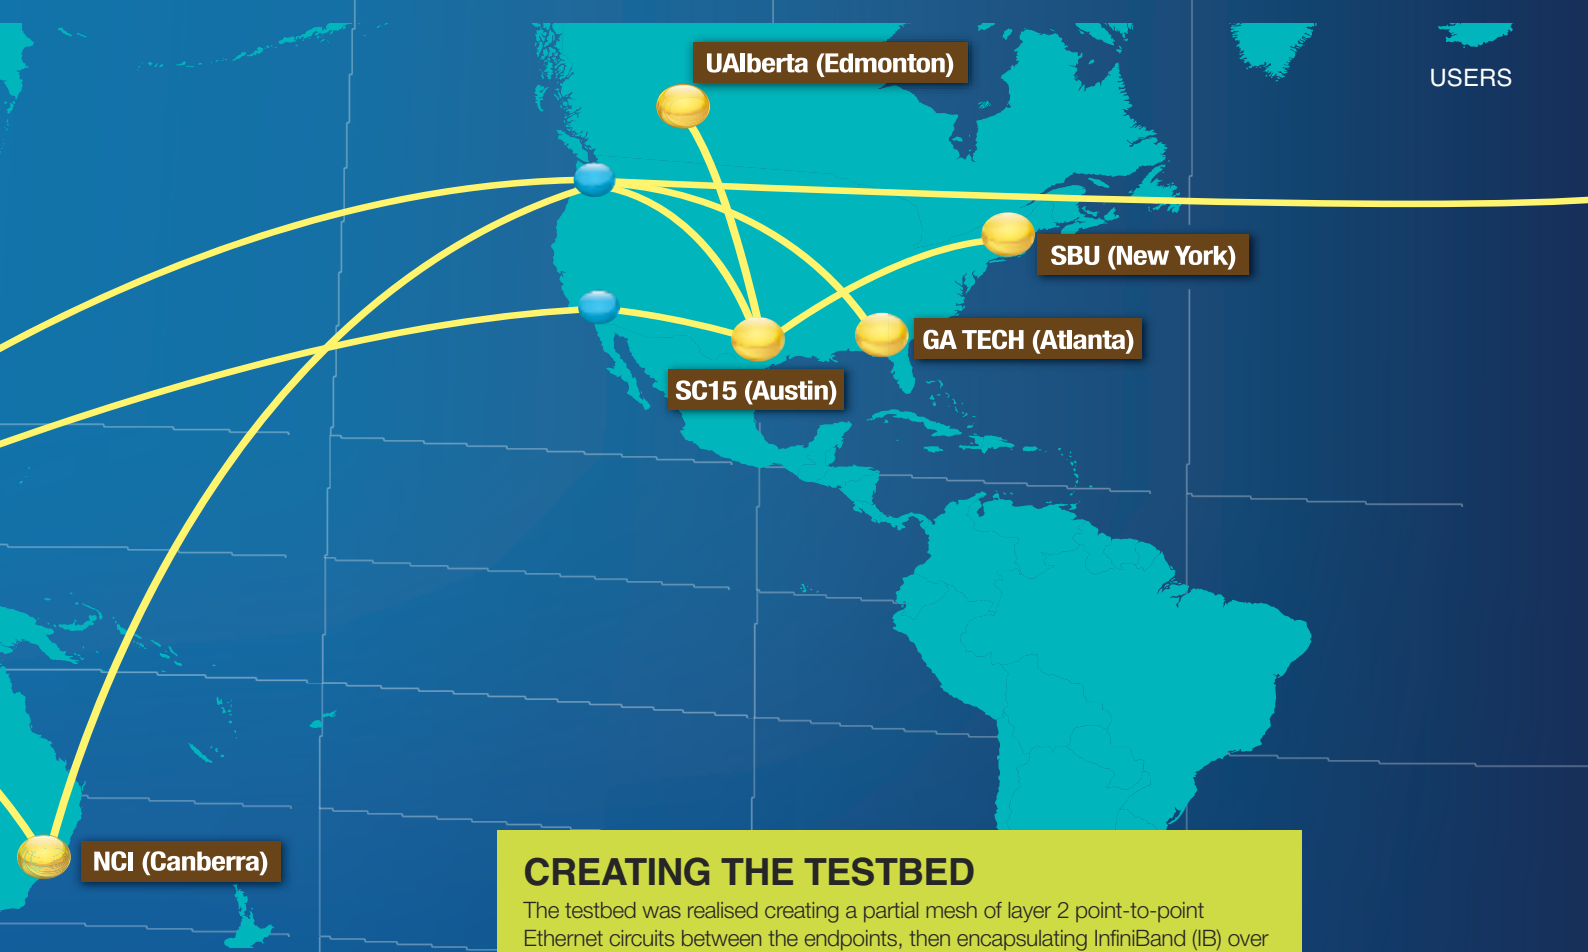 UAlberta (Edmonton)
USERS
SBU (New York)
GA TECH (Atlanta)
SC15 (Austin)
NCI (Canberra)
CREATING THE TESTBED
The testbed was realised creating a partial mesh of layer 2 point-to-point
Ethernet circuits between the endpoints, then encapsulating InfiniBand (IB) over